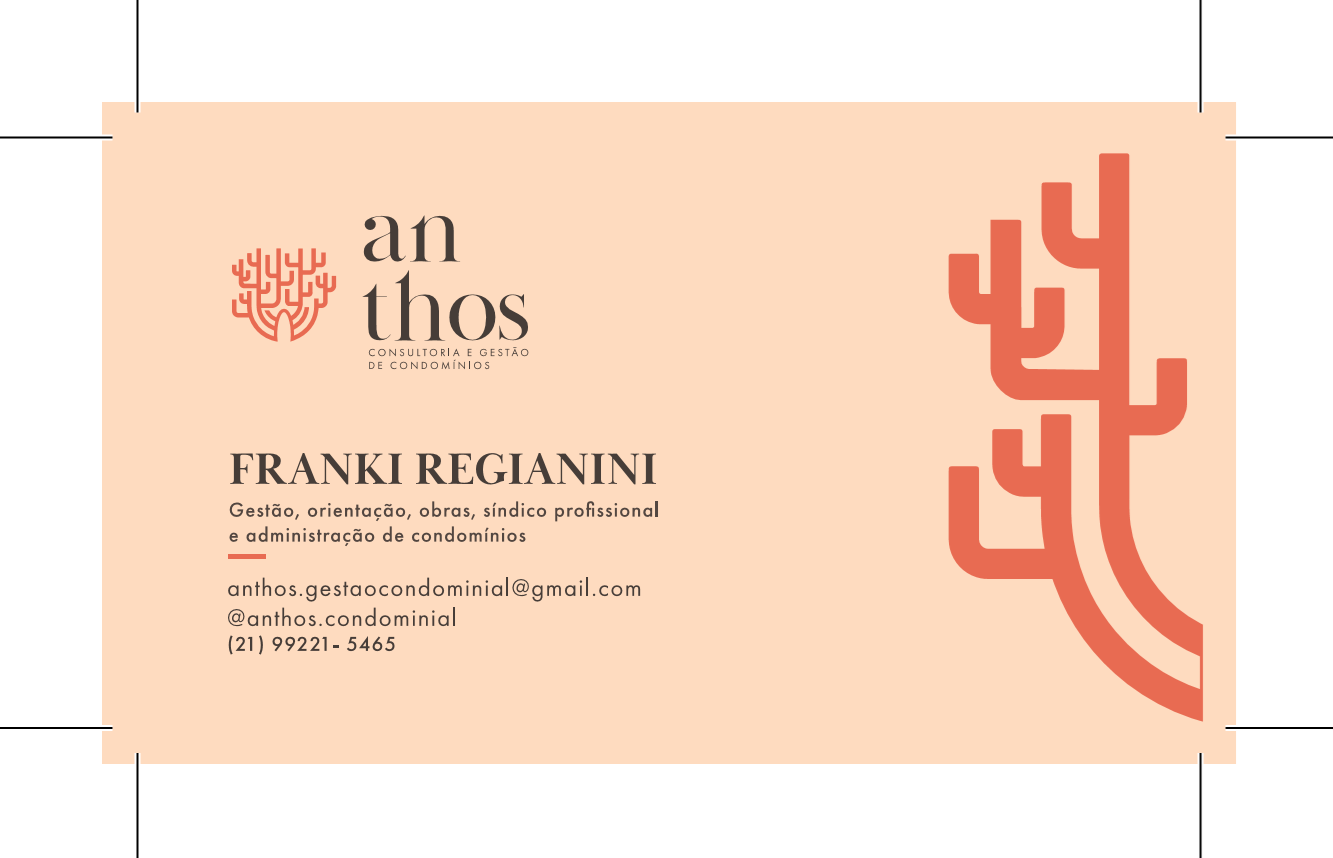 an
thos
CONSULTORIA E GESTÃO
DE CONDOMÍNIOS
FRANKI REGIANINI
Gestão, orientação, obras, síndico profissional
e administração de condomínios
anthos.gestaocondominial@gmail.com
@anthos.condominial
(21) 99221- 5465